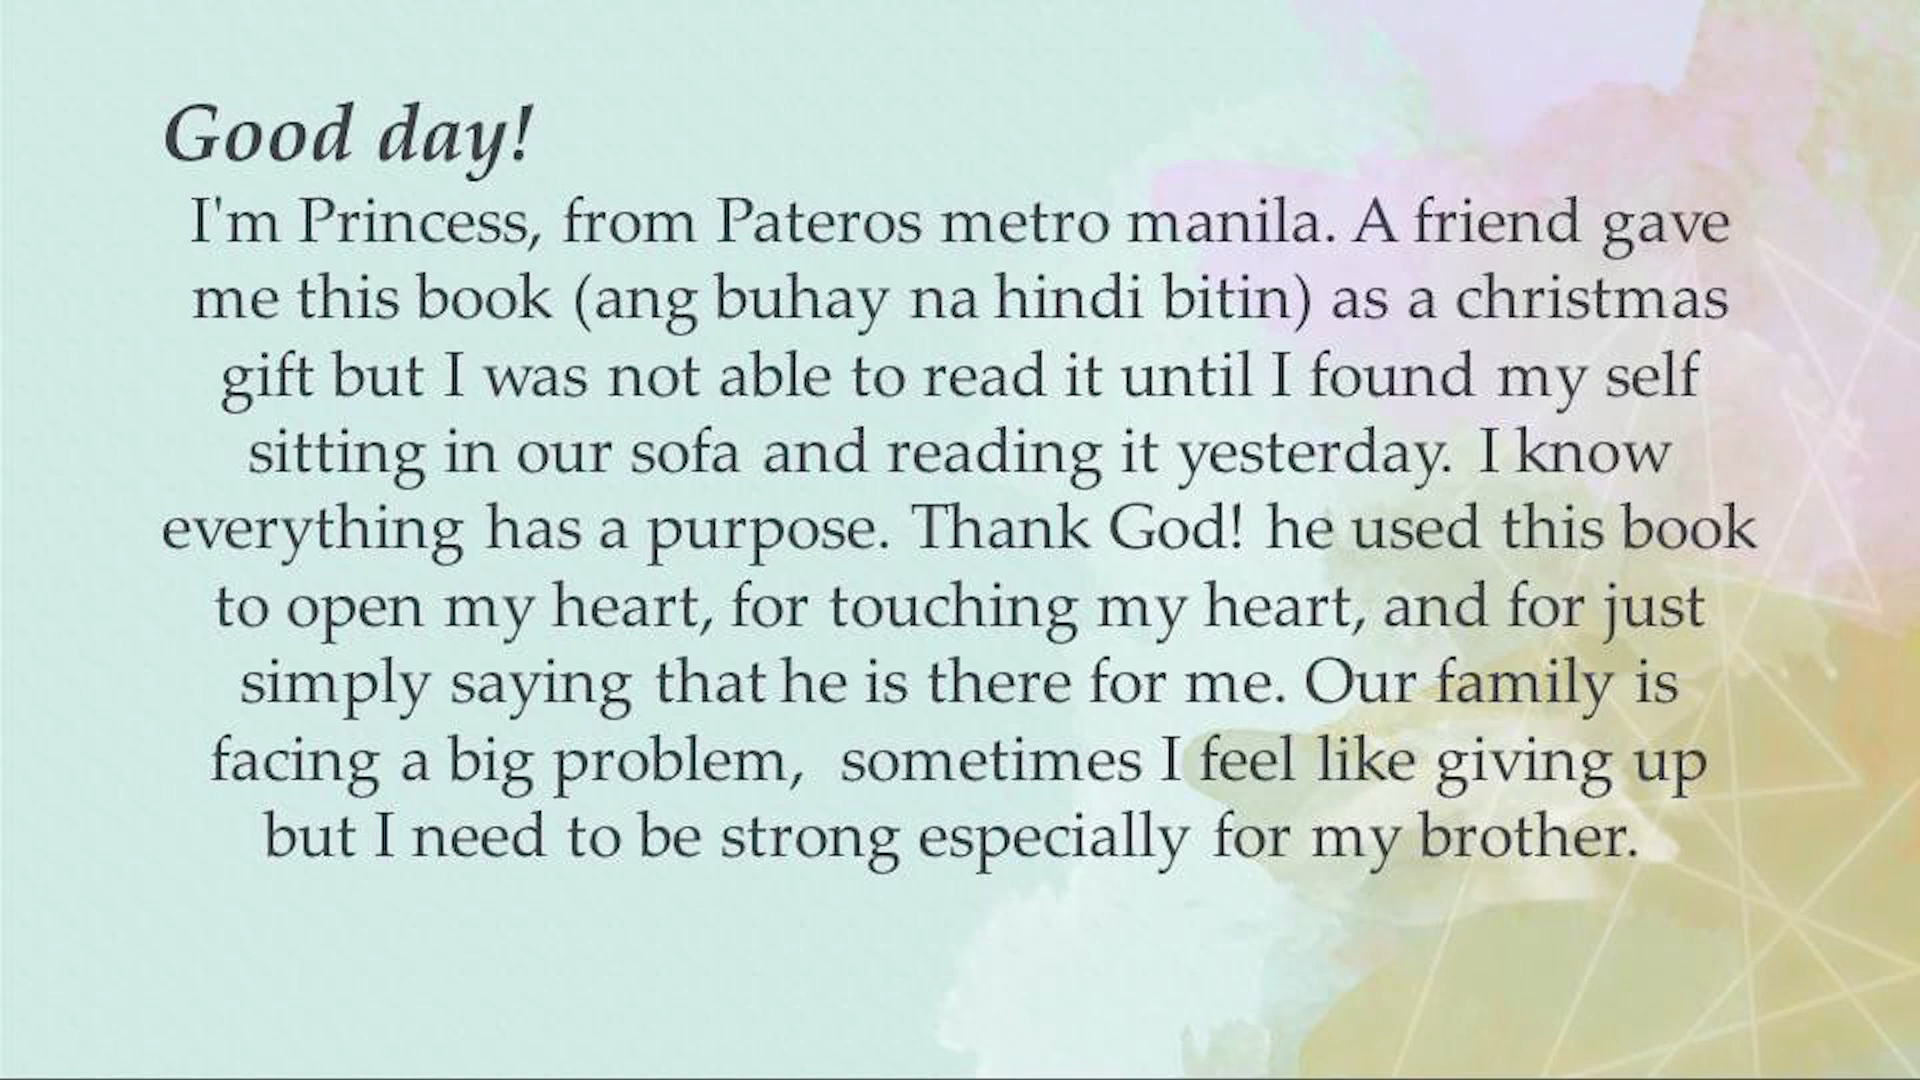 Good day!
I'm Princess, from Pateros metro manila. A friend gave
me this book (ang buhay na hindi bitin) as a christmas
gift but I was not able to read it until I found my self
sitting in our sofa and reading it yesterday. I know
everything has a purpose. Thank God! he used this book
to open my heart, for touching my heart, and for just
simply saying that he is there for me. Our family is
facing a big problem, sometimes I feel like giving up
but I need to be strong especially for my brother.